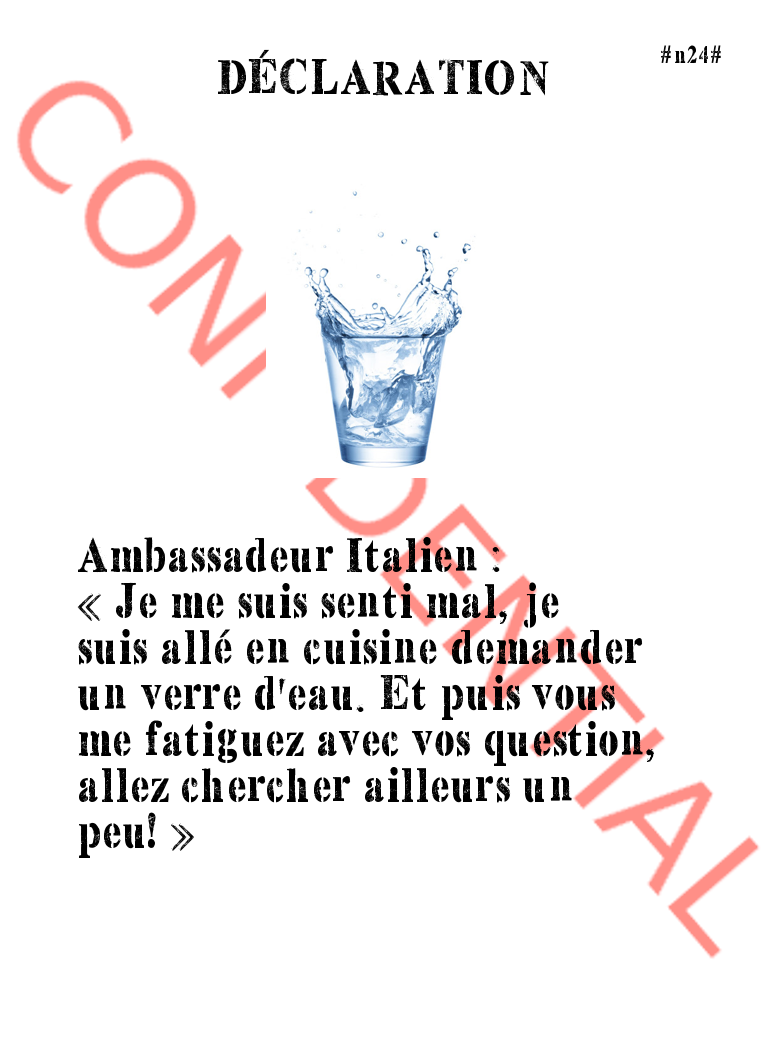 #n24#
DÉCLARATION
CONFIDENTIAL
Ambassadeur Italien :
« Je me suis senti mal, je
suis allé en cuisine demander
un verre d'eau. Et puis vous
me fatiguez avec vos question,
allez chercher ailleurs un
peu! »